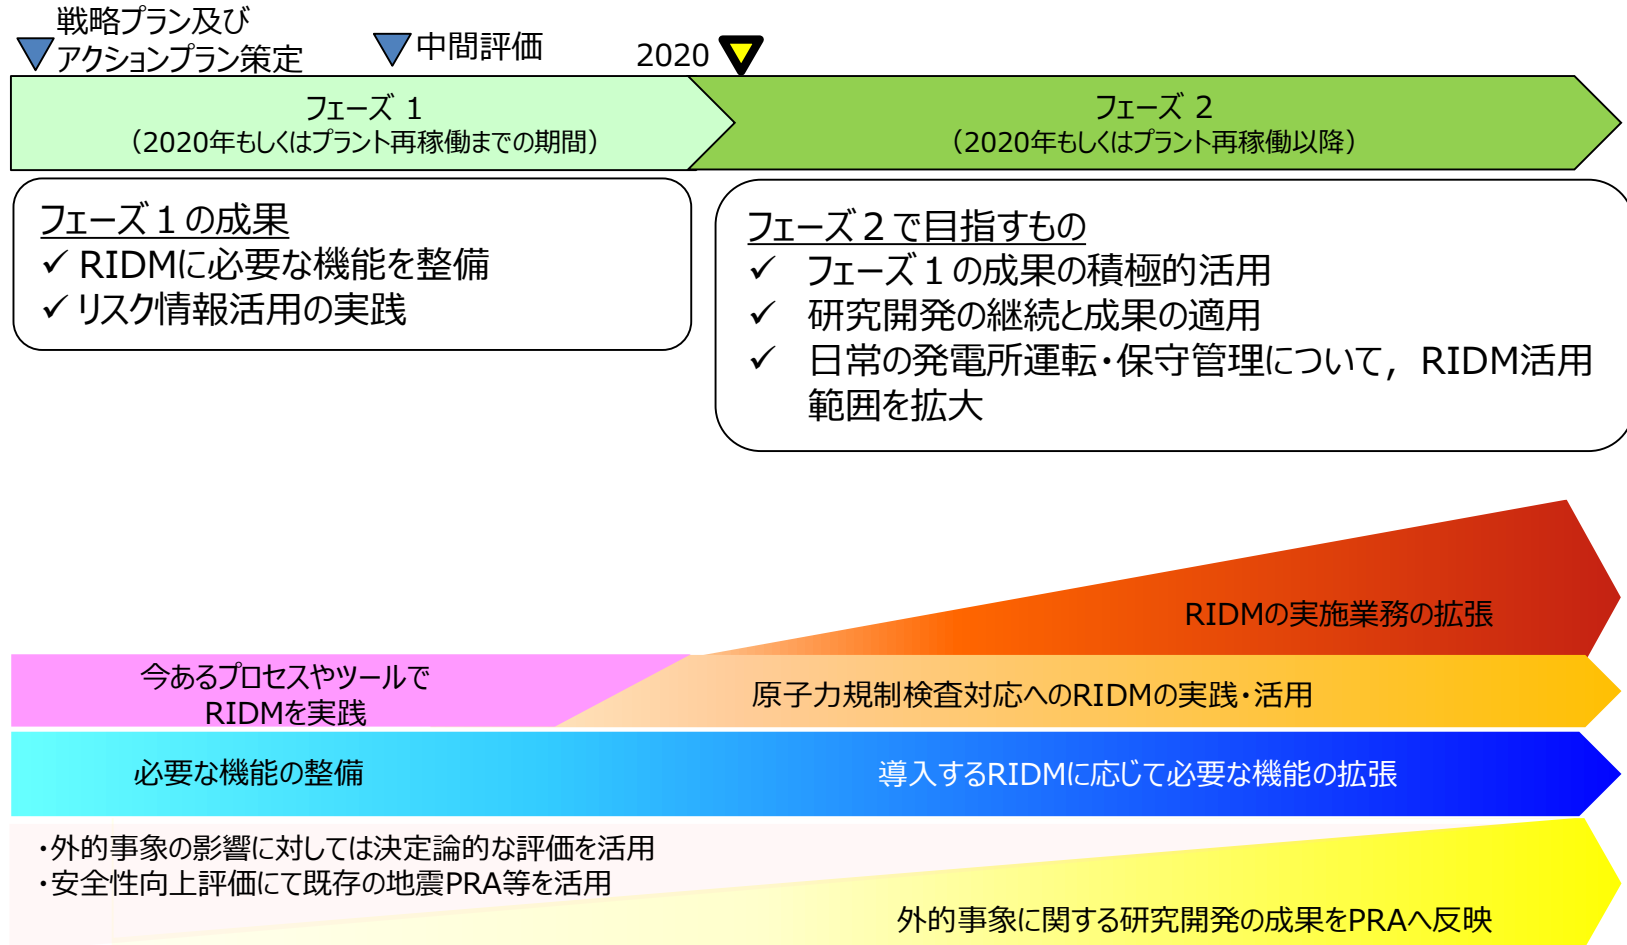 戦略プラン及び
アクションプラン策定
中間評価
2020
フェーズ 1
(2020年もしくはプラント再稼働までの期間)
フェーズ 2
(2020年もしくはプラント再稼働以降)
フェーズ1の成果
✓ RIDMに必要な機能を整備
✓ リスク情報活用の実践
フェーズ2で目指すもの
✓ フェーズ1の成果の積極的活用
✓ 研究開発の継続と成果の適用
✓ 日常の発電所運転・保守管理について，RIDM活用
範囲を拡大
RIDMの実施業務の拡張
今あるプロセスやツールで
RIDMを実践
原子力規制検査対応へのRIDMの実践・活用
必要な機能の整備
導入するRIDMに応じて必要な機能の拡張
・外的事象の影響に対しては決定論的な評価を活用
・安全性向上評価にて既存の地震PRA等を活用
外的事象に関する研究開発の成果をPRAへ反映